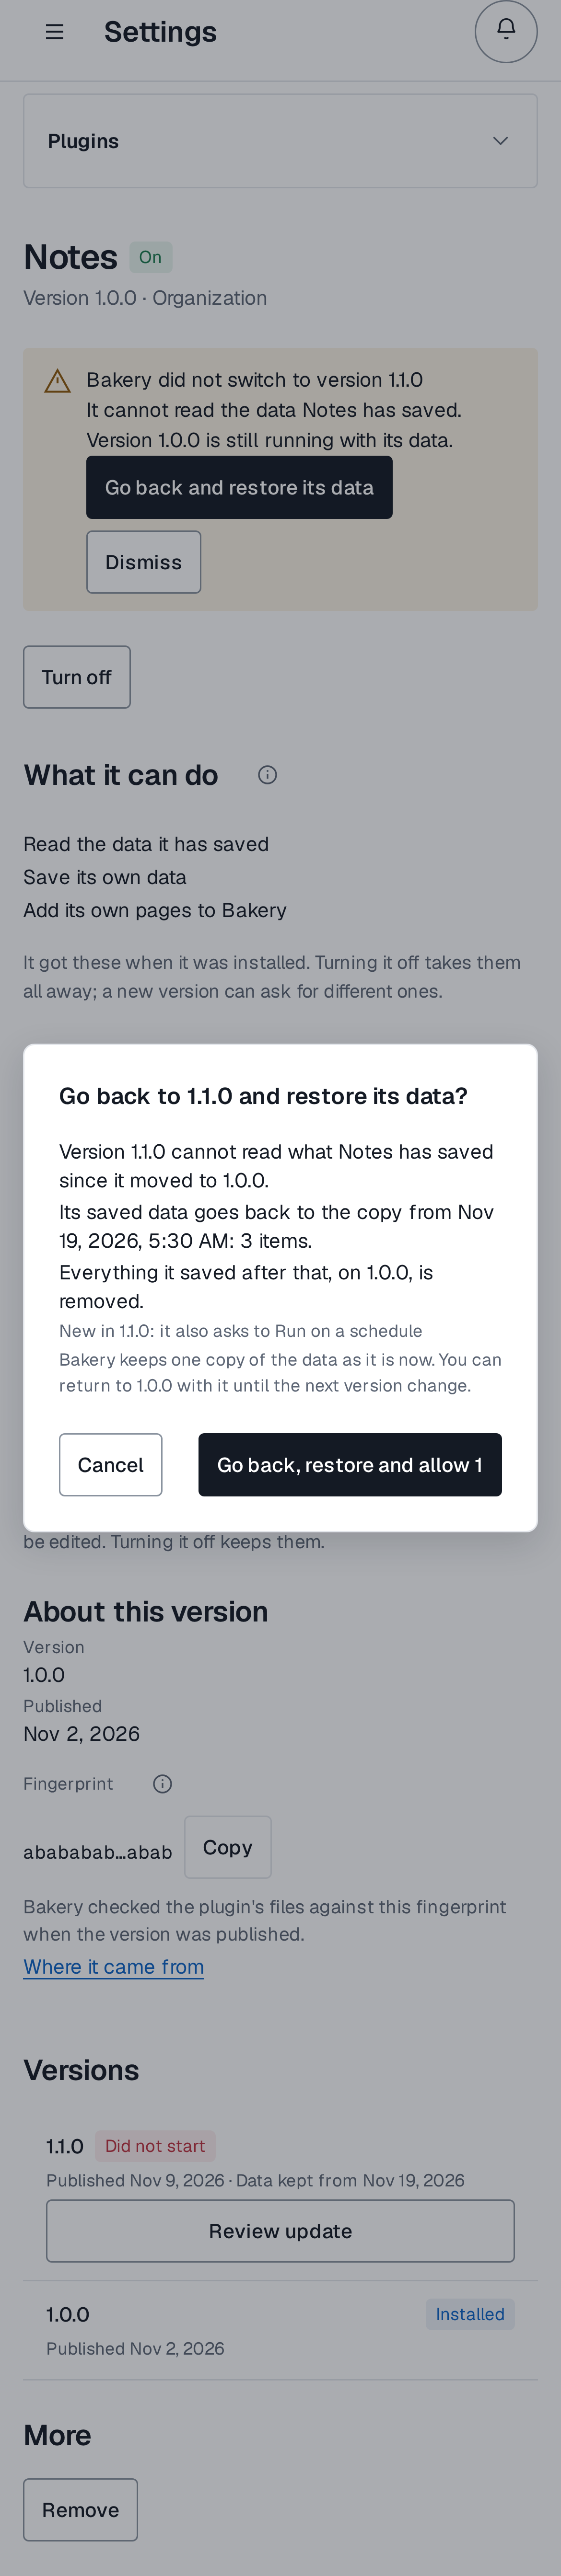 Settings
Plugins
Notes On
Version 1.0.0 · Organization
Bakery did not switch to version 1.1.0
It cannot read the data Notes has saved.
Version 1.0.0 is still running with its data.
Go back and restore its data
Dismiss
Turn off
What it can do
Read the data it has saved
Save its own data
Add its own pages to Bakery
It got these when it was installed. Turning it off takes them
all away; a new version can ask for different ones.
Go back to 1.1.0 and restore its data?
Version 1.1.0 cannot read what Notes has saved
since it moved to 1.0.0.
Its saved data goes back to the copy from Nov
19, 2026, 5:30 AM: 3 items.
Everything it saved after that, on 1.0.0, is
removed.
New in 1.1.0: it also asks to Run on a schedule
Bakery keeps one copy of the data as it is now. You can
return to 1.0.0 with it until the next version change.
Cancel
Go back, restore and allow 1
be edited. Turning it off keeps them.
About this version
Version
1.0.0
Published
Nov 2, 2026
Fingerprint
abababab…abab Copy
Bakery checked the plugin's files against this fingerprint
when the version was published.
Where it came from
Versions
1.1.0 Did not start
Published Nov 9, 2026 · Data kept from Nov 19, 2026
Review update
1.0.0 Installed
Published Nov 2, 2026
More
Remove